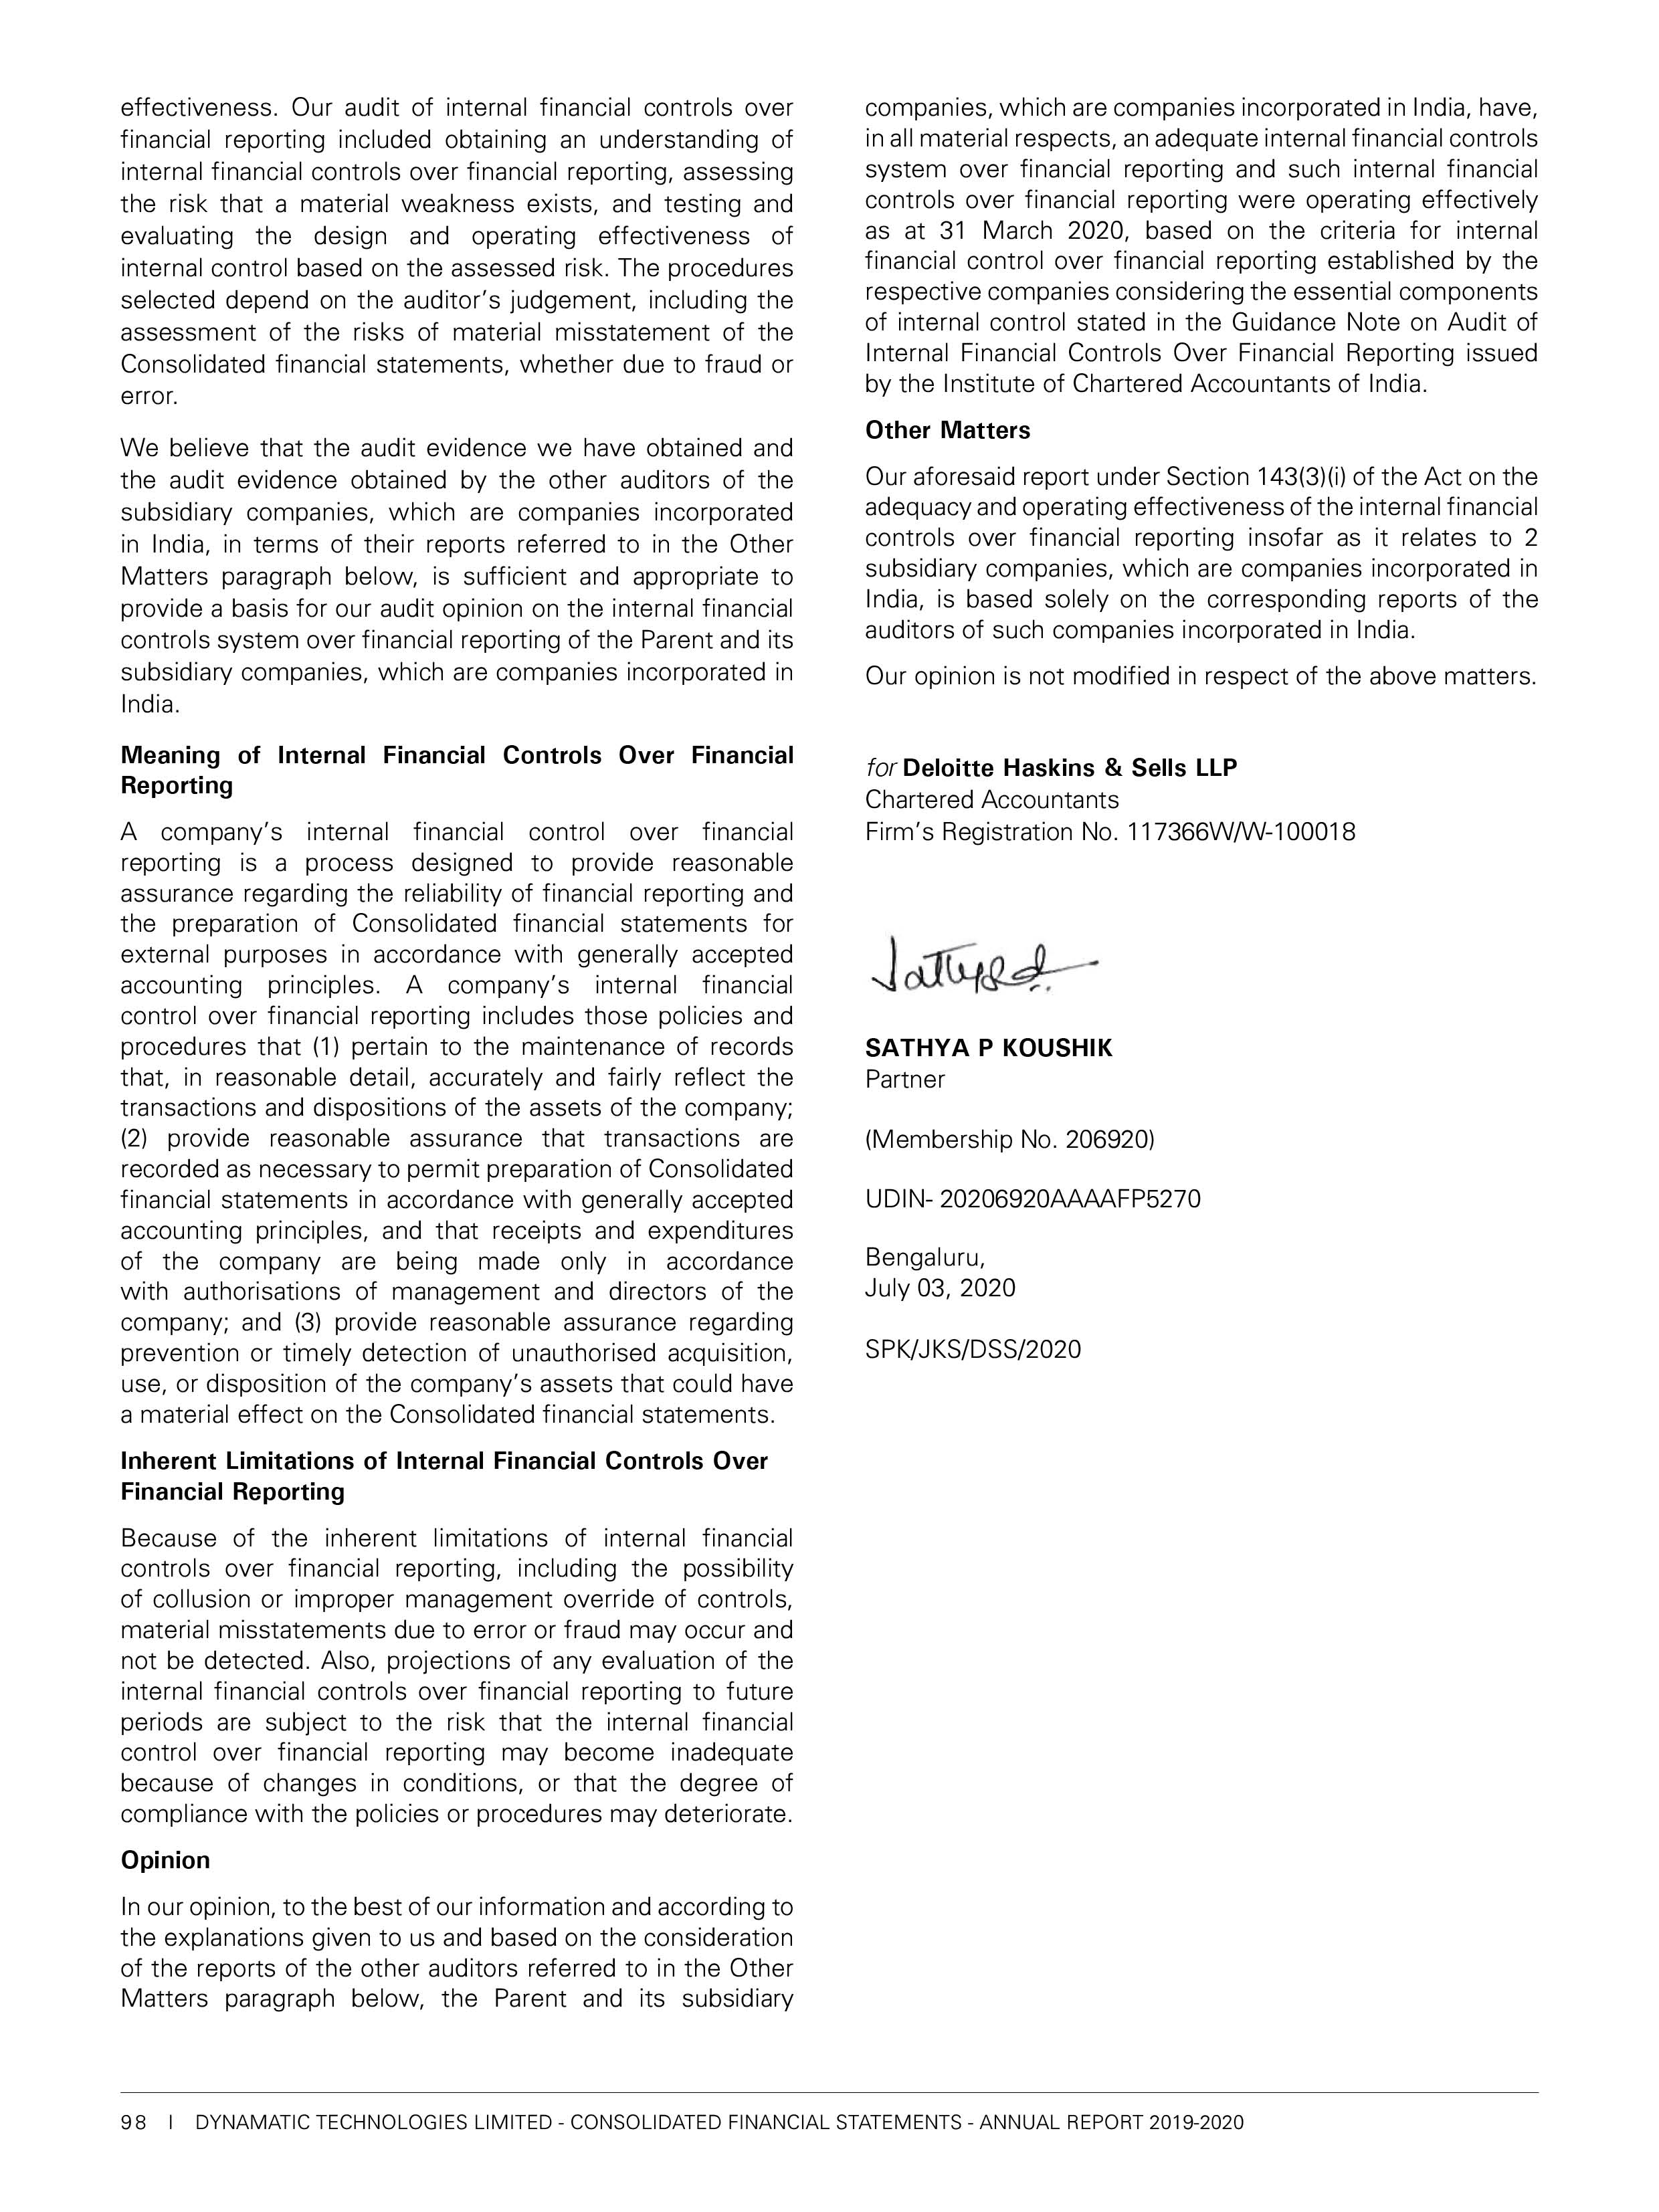 effectiveness. Our audit of internal financial controls over
financial reporting included obtaining an understanding of
internal financial controls over financial reporting, assessing
the risk that a material weakness exists, and testing and
evaluating the design and operating effectiveness of
internal control based on the assessed risk. The procedures
selected depend on the auditor’s judgement, including the
assessment of the risks of material misstatement of the
Consolidated financial statements, whether due to fraud or
error.
We believe that the audit evidence we have obtained and
the audit evidence obtained by the other auditors of the
subsidiary companies, which are companies incorporated
in India, in terms of their reports referred to in the Other
Matters paragraph below, is sufficient and appropriate to
provide a basis for our audit opinion on the internal financial
controls system over financial reporting of the Parent and its
subsidiary companies, which are companies incorporated in
India.
Meaning of Internal Financial Controls Over Financial
Reporting
A company’s internal financial control over financial
reporting is a process designed to provide reasonable
assurance regarding the reliability of financial reporting and
the preparation of Consolidated financial statements for
external purposes in accordance with generally accepted
accounting principles. A company’s internal financial
control over financial reporting includes those policies and
procedures that (1) pertain to the maintenance of records
that, in reasonable detail, accurately and fairly reflect the
transactions and dispositions of the assets of the company;
(2) provide reasonable assurance that transactions are
recorded as necessary to permit preparation of Consolidated
financial statements in accordance with generally accepted
accounting principles, and that receipts and expenditures
of the company are being made only in accordance
with authorisations of management and directors of the
company; and (3) provide reasonable assurance regarding
prevention or timely detection of unauthorised acquisition,
use, or disposition of the company’s assets that could have
a material effect on the Consolidated financial statements.
Inherent Limitations of Internal Financial Controls Over
Financial Reporting
Because of the inherent limitations of internal financial
controls over financial reporting, including the possibility
of collusion or improper management override of controls,
material misstatements due to error or fraud may occur and
not be detected. Also, projections of any evaluation of the
internal financial controls over financial reporting to future
periods are subject to the risk that the internal financial
control over financial reporting may become inadequate
because of changes in conditions, or that the degree of
compliance with the policies or procedures may deteriorate.
Opinion
In our opinion, to the best of our information and according to
the explanations given to us and based on the consideration
of the reports of the other auditors referred to in the Other
Matters paragraph below, the Parent and its subsidiary
companies, which are companies incorporated in India, have,
in all material respects, an adequate internal financial controls
system over financial reporting and such internal financial
controls over financial reporting were operating effectively
as at 31 March 2020, based on the criteria for internal
financial control over financial reporting established by the
respective companies considering the essential components
of internal control stated in the Guidance Note on Audit of
Internal Financial Controls Over Financial Reporting issued
by the Institute of Chartered Accountants of India.
Other Matters
Our aforesaid report under Section 143(3)(i) of the Act on the
adequacy and operating effectiveness of the internal financial
controls over financial reporting insofar as it relates to 2
subsidiary companies, which are companies incorporated in
India, is based solely on the corresponding reports of the
auditors of such companies incorporated in India.
Our opinion is not modified in respect of the above matters.
for Deloitte Haskins & Sells LLP
Chartered Accountants
Firm’s Registration No. 117366W/W-100018
SATHYA P KOUSHIK
Partner
(Membership No. 206920)
UDIN- 20206920AAAAFP5270
Bengaluru,
July 03, 2020
SPK/JKS/DSS/2020
98 I DYNAMATIC TECHNOLOGIES LIMITED - CONSOLIDATED FINANCIAL STATEMENTS - ANNUAL REPORT 2019-2020